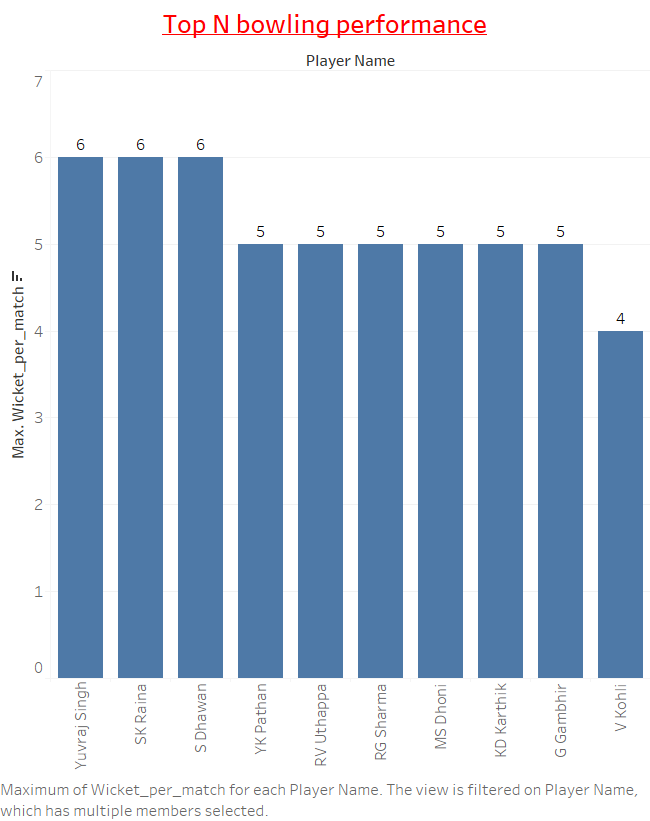 Top N bowling performance
Player Name
7
6
5
4
3
2
1
0
Max. Wicket_per_match
6
6
6
5
5
5
5
5
5
4
Yuvraj Singh
SK Raina
S Dhawan
YK Pathan
RV Uthappa
RG Sharma
MS Dhoni
KD Karthik
G Gambhir
V Kohli
Maximum of Wicket_per_match for each Player Name. The view is filtered on Player Name,
which has multiple members selected.